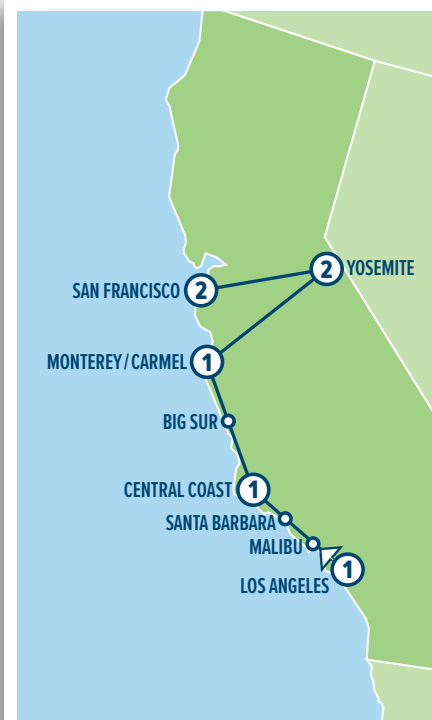 2 YOSEMITE
SAN FRANCISCO 2
MONTEREY / CARMEL 1
BIG SUR
CENTRAL COAST 1
SANTA BARBARA
MALIBU
LOS ANGELES 1